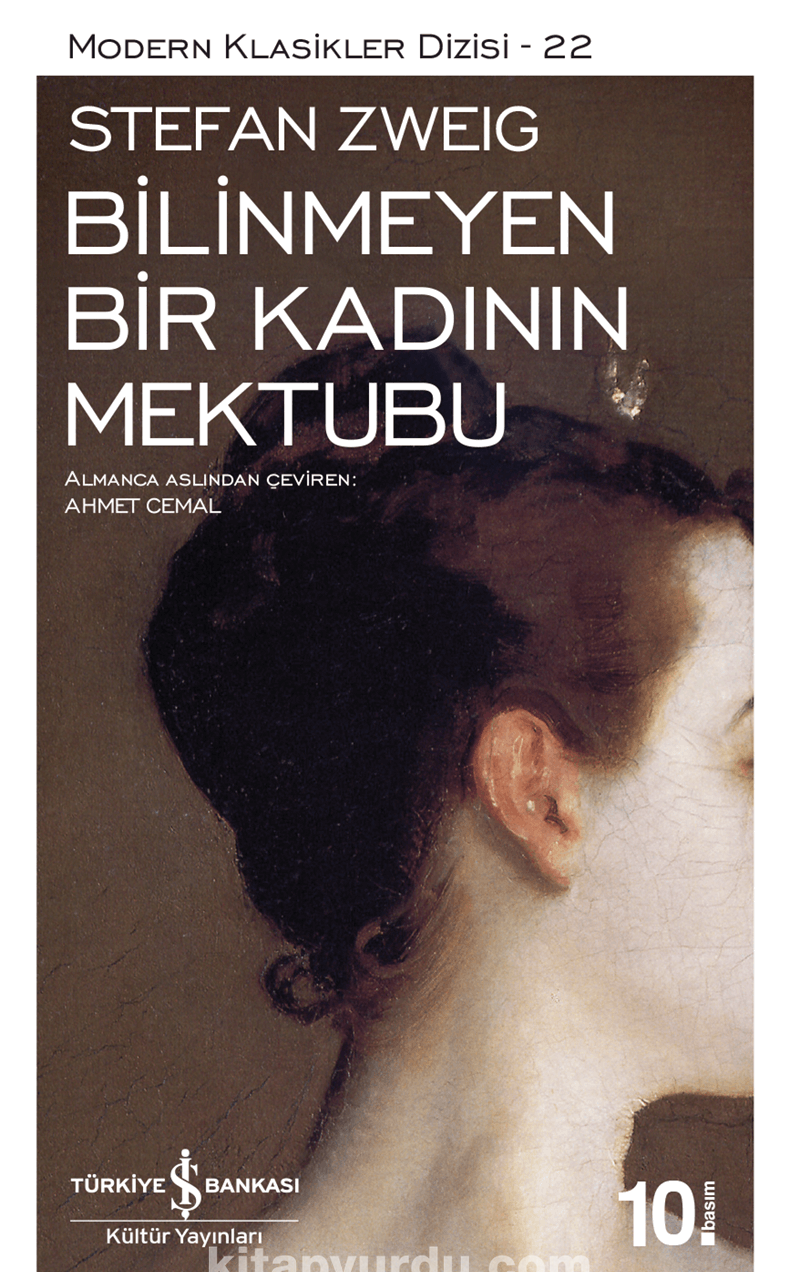 MODERN KLASİKLER DİZİSİ - 22
STEFAN ZWEIG
BİLİNMEYEN
BİR KADININ
MEKTUBU
ALMANCA ASLINDAN ÇEVİREN:
AHMET CEMAL
TÜRKİYE İŞ BANKASI
Kültür Yayınları
10. basım
kitapyurdu.com